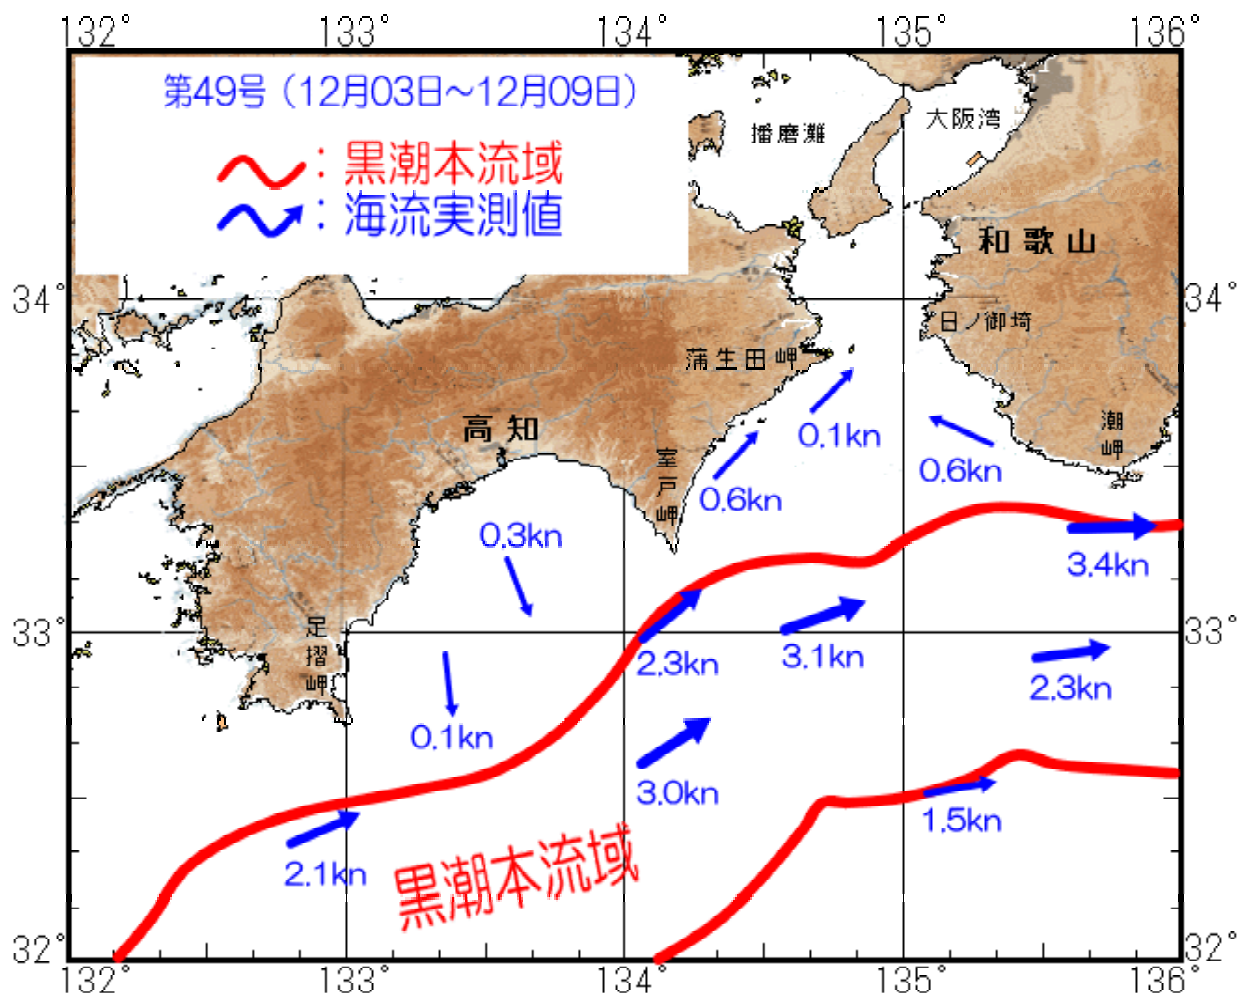 132° 133° 134° 135° 136°
第49号（12月03日～12月09日）
：黒潮本流域
：海流実測値
播磨灘
大阪湾
和歌山
34° 34°
日ノ御埼
蒲生田岬
高知
潮岬
室戸岬
0.1kn
0.6kn
0.6kn
0.3kn
3.4kn
33° 33°
足摺岬
2.3kn
3.1kn
2.3kn
0.1kn
3.0kn
1.5kn
2.1kn
黒潮本流域
32° 32°
132° 133° 134° 135° 136°